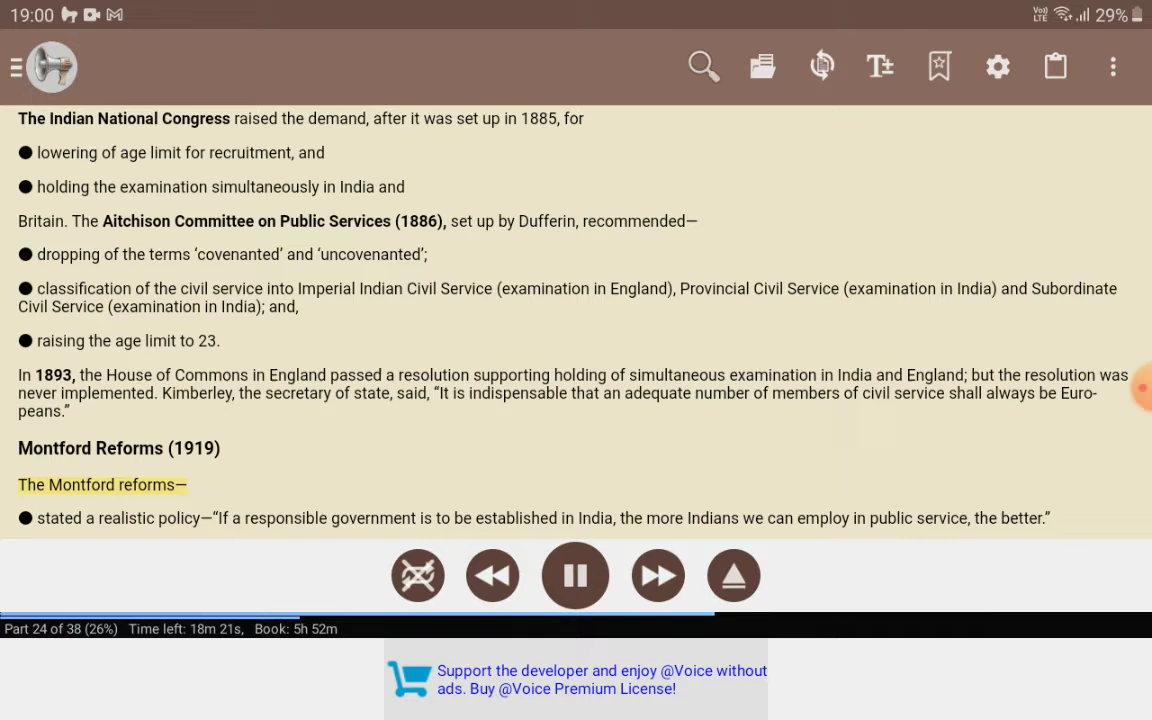 19:00
Vo)) LTE 29%
T±
The Indian National Congress raised the demand, after it was set up in 1885, for
● lowering of age limit for recruitment, and
● holding the examination simultaneously in India and
Britain. The Aitchison Committee on Public Services (1886), set up by Dufferin, recommended—
● dropping of the terms ‘covenanted’ and ‘uncovenanted’;
● classification of the civil service into Imperial Indian Civil Service (examination in England), Provincial Civil Service (examination in India) and Subordinate
Civil Service (examination in India); and,
● raising the age limit to 23.
In 1893, the House of Commons in England passed a resolution supporting holding of simultaneous examination in India and England; but the resolution was
never implemented. Kimberley, the secretary of state, said, “It is indispensable that an adequate number of members of civil service shall always be Euro-
peans.”
Montford Reforms (1919)
The Montford reforms—
● stated a realistic policy—“If a responsible government is to be established in India, the more Indians we can employ in public service, the better.”
Part 24 of 38 (26%) Time left: 18m 21s, Book: 5h 52m
Support the developer and enjoy @Voice without
ads. Buy @Voice Premium License!